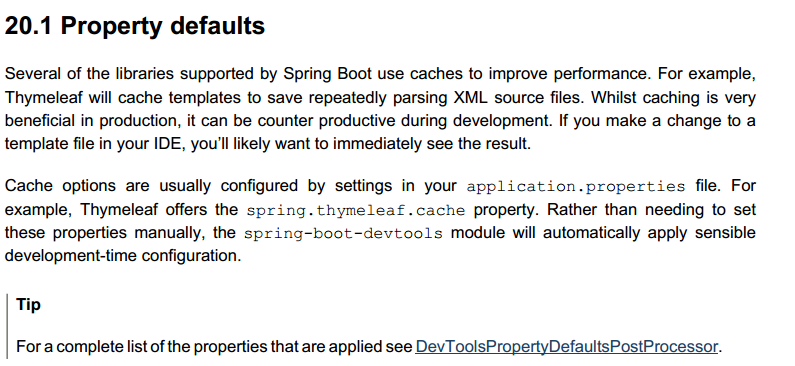 20.1 Property defaults
Several of the libraries supported by Spring Boot use caches to improve performance. For example,
Thymeleaf will cache templates to save repeatedly parsing XML source files. Whilst caching is very
beneficial in production, it can be counter productive during development. If you make a change to a
template file in your IDE, you’ll likely want to immediately see the result.
Cache options are usually configured by settings in your application.properties file. For
example, Thymeleaf offers the spring.thymeleaf.cache property. Rather than needing to set
these properties manually, the spring-boot-devtools module will automatically apply sensible
development-time configuration.
Tip
For a complete list of the properties that are applied see DevToolsPropertyDefaultsPostProcessor.